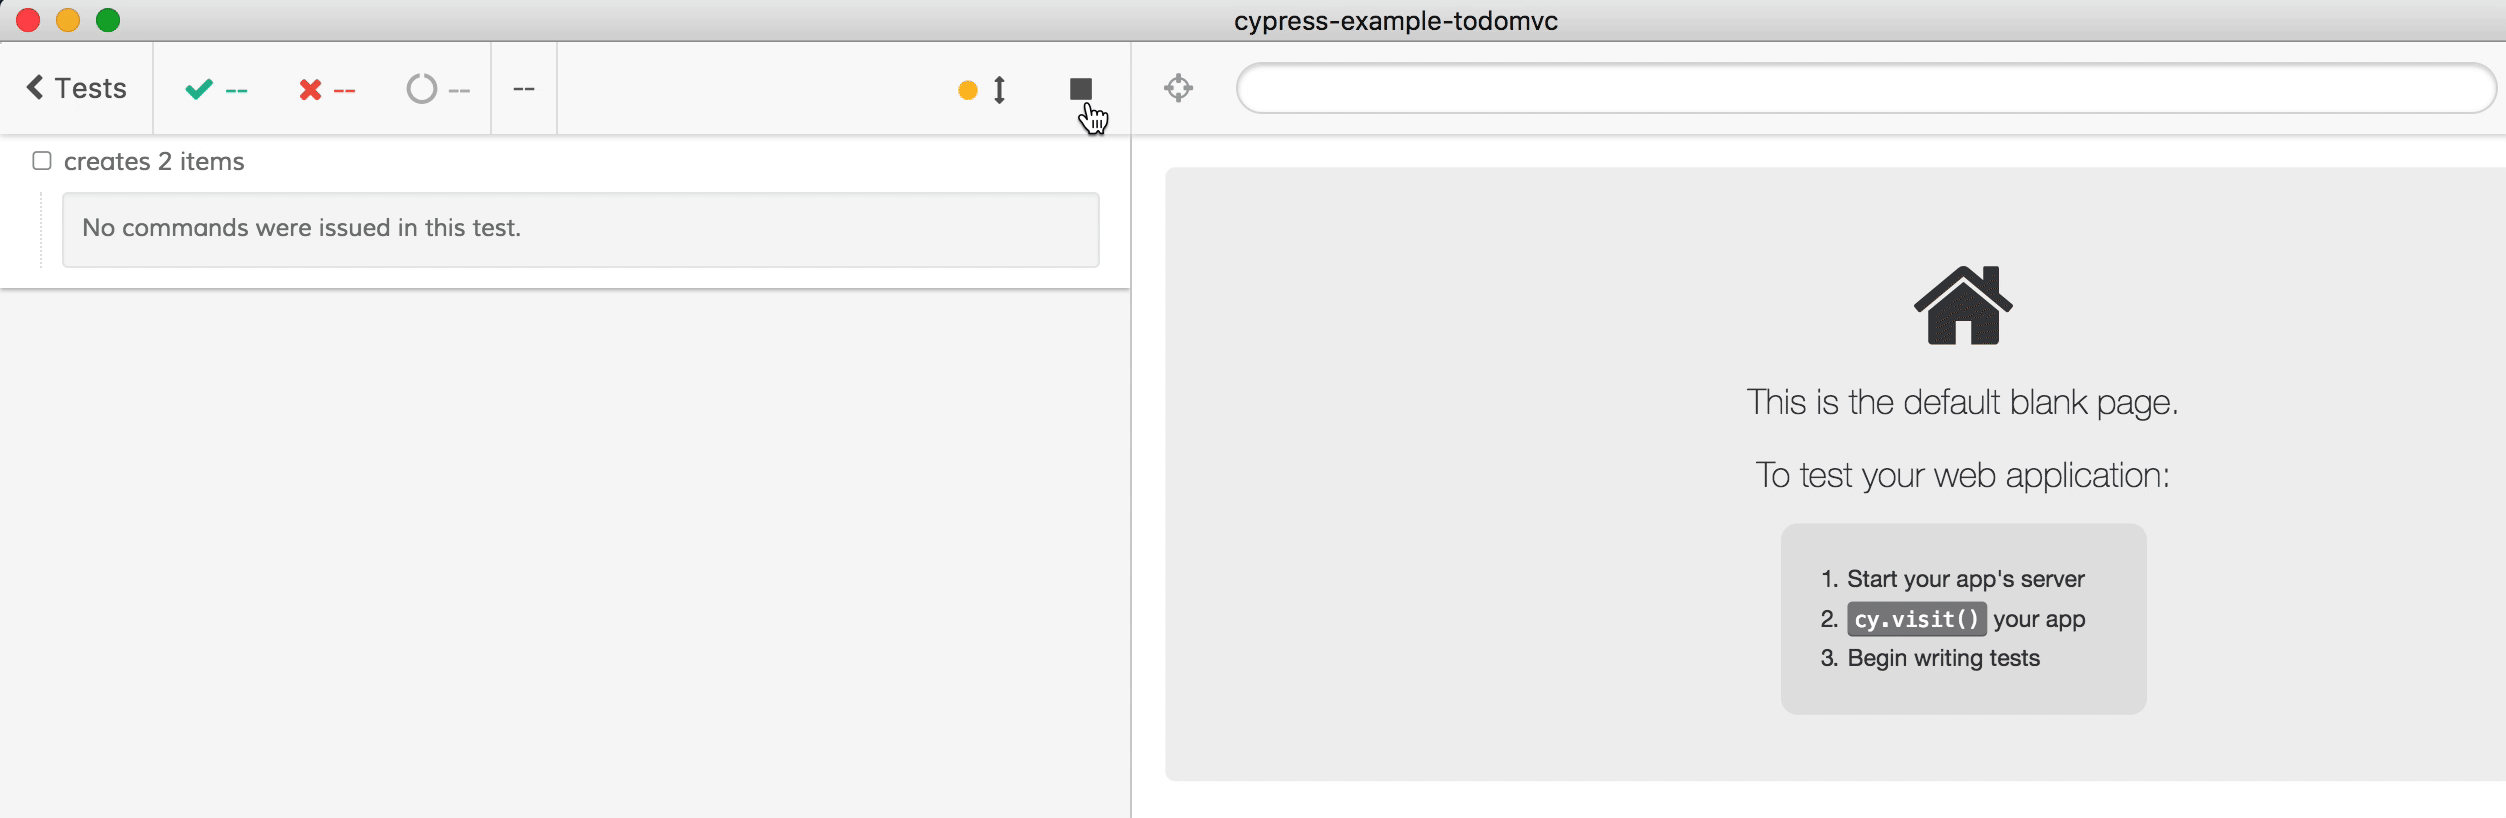 cypress-example-todomvc
Tests
--
--
--
--
creates 2 items
No commands were issued in this test.
This is the default blank page.
To test your web application:
1. Start your app's server
2. cy.visit() your app
3. Begin writing tests